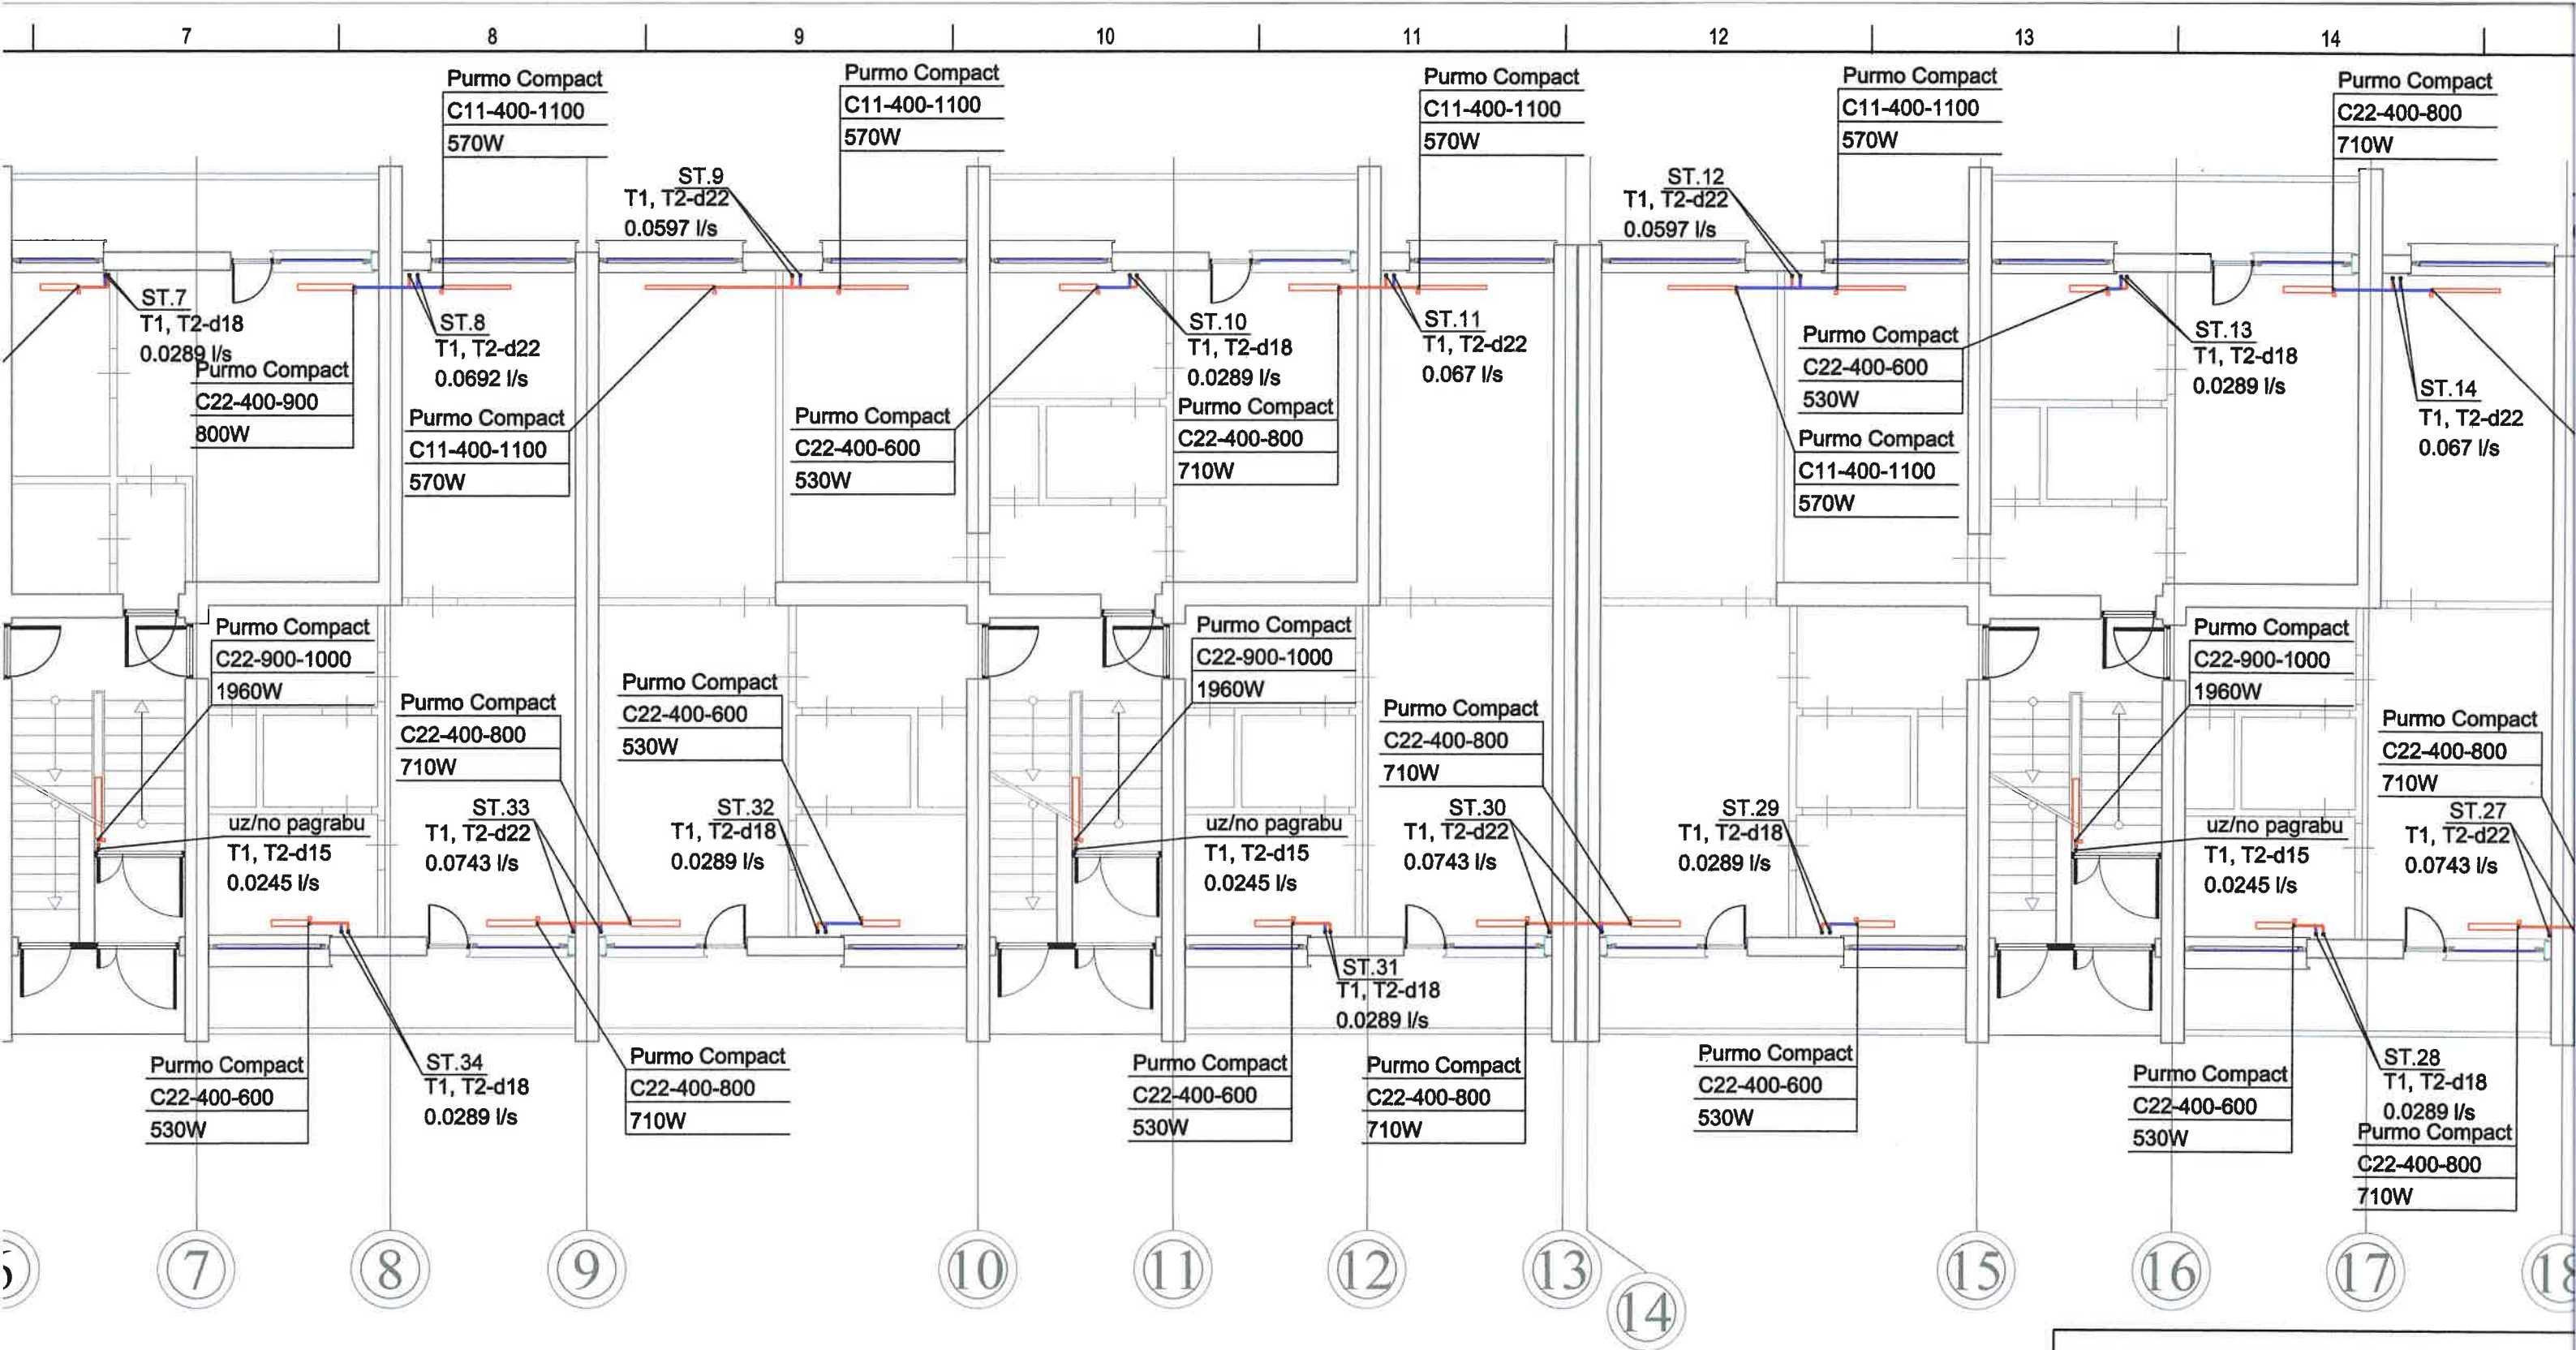 7
8
9
10
11
12
13
14
Purmo Compact
C11-400-1100
570W
Purmo Compact
C11-400-1100
570W
Purmo Compact
C11-400-1100
570W
Purmo Compact
C11-400-1100
570W
Purmo Compact
C22-400-800
710W
ST.9
T1, T2-d22
0.0597 l/s
ST.12
T1, T2-d22
0.0597 l/s
ST.7
T1, T2-d18
0.0289 l/s
Purmo Compact
C22-400-900
800W
ST.8
T1, T2-d22
0.0692 l/s
Purmo Compact
C11-400-1100
570W
Purmo Compact
C22-400-600
530W
ST.10
T1, T2-d18
0.0289 l/s
Purmo Compact
C22-400-800
710W
ST.11
T1, T2-d22
0.067 l/s
Purmo Compact
C22-400-600
530W
Purmo Compact
C11-400-1100
570W
ST.13
T1, T2-d18
0.0289 l/s
ST.14
T1, T2-d22
0.067 l/s
Purmo Compact
C22-900-1000
1960W
Purmo Compact
C22-400-800
710W
Purmo Compact
C22-400-600
530W
Purmo Compact
C22-900-1000
1960W
Purmo Compact
C22-400-800
710W
Purmo Compact
C22-900-1000
1960W
Purmo Compact
C22-400-800
710W
uz/no pagrabu
T1, T2-d15
0.0245 l/s
ST.33
T1, T2-d22
0.0743 l/s
ST.32
T1, T2-d18
0.0289 l/s
uz/no pagrabu
T1, T2-d15
0.0245 l/s
ST.30
T1, T2-d22
0.0743 l/s
ST.29
T1, T2-d18
0.0289 l/s
uz/no pagrabu
T1, T2-d15
0.0245 l/s
ST.27
T1, T2-d22
0.0743 l/s
ST.31
T1, T2-d18
0.0289 l/s
Purmo Compact
C22-400-600
530W
ST.34
T1, T2-d18
0.0289 l/s
Purmo Compact
C22-400-800
710W
Purmo Compact
C22-400-600
530W
Purmo Compact
C22-400-800
710W
Purmo Compact
C22-400-600
530W
Purmo Compact
C22-400-600
530W
ST.28
T1, T2-d18
0.0289 l/s
Purmo Compact
C22-400-800
710W
7
8
9
10
11
12
13
14
15
16
17
18